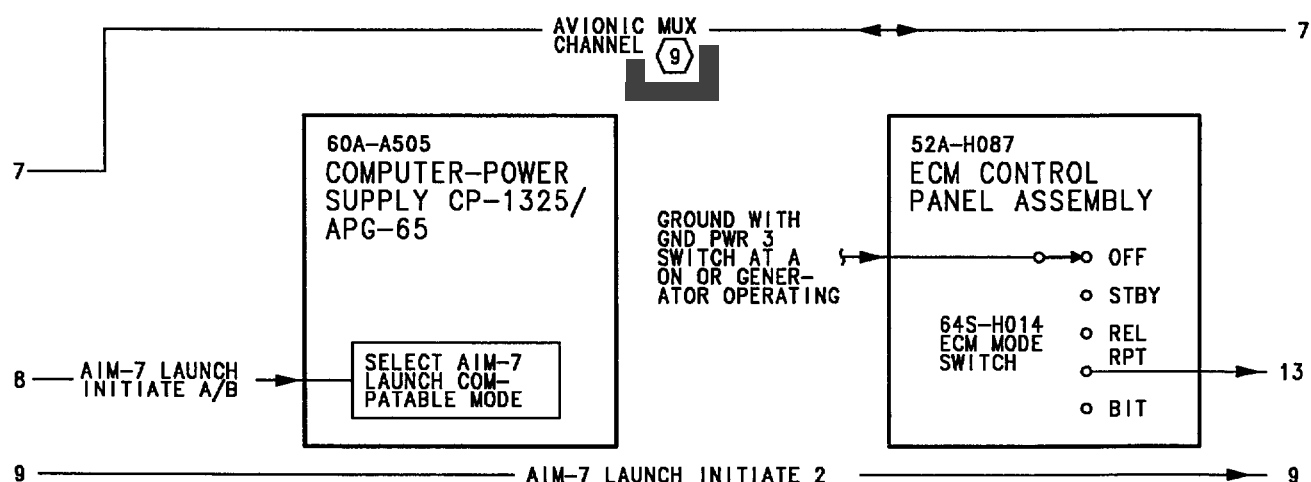 AVIONIC MUX
CHANNEL 9
7
7
60A-A505
COMPUTER-POWER
SUPPLY CP-1325/
APG-65
SELECT AIM-7
LAUNCH COM-
PATABLE MODE
8
AIM-7 LAUNCH
INITIATE A/B
GROUND WITH
GND PWR 3
SWITCH AT A
ON OR GENER-
ATOR OPERATING
52A-H087
ECM CONTROL
PANEL ASSEMBLY
OFF
STBY
REL
RPT
BIT
64S-H014
ECM MODE
SWITCH
13
9
AIM-7 LAUNCH INITIATE 2
9